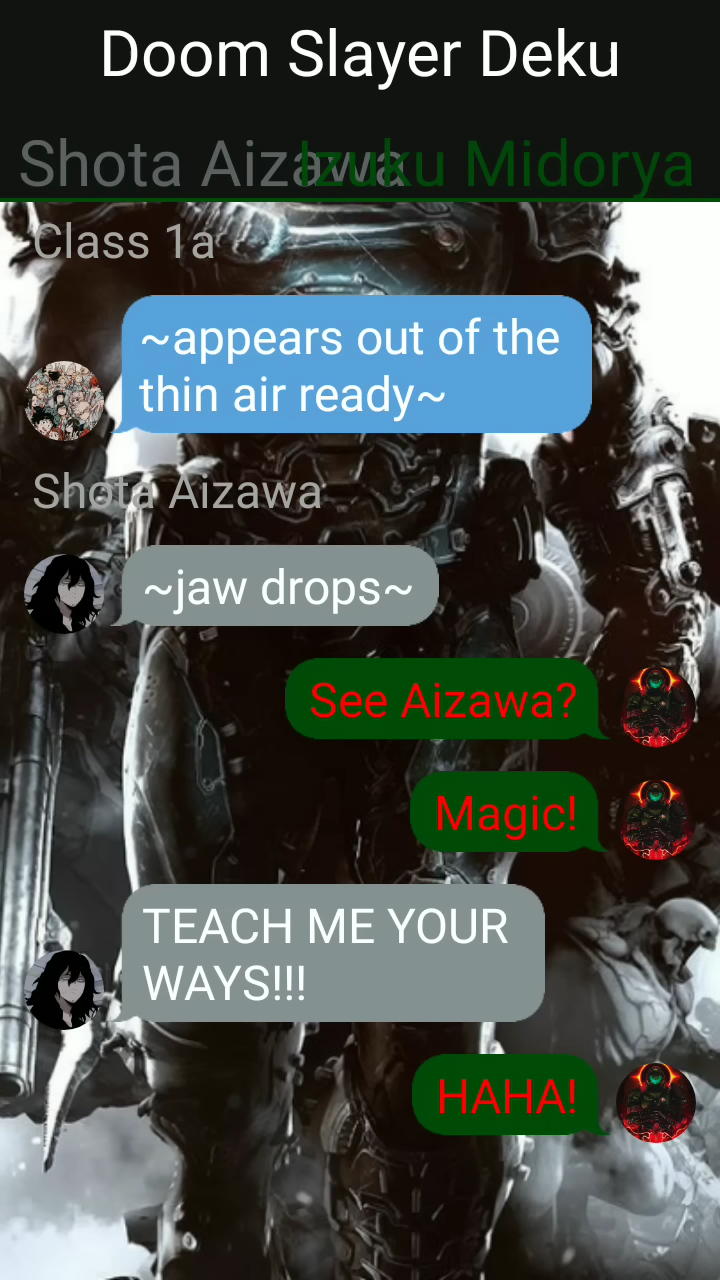 Doom Slayer Deku
Shota Aizawa Izuku Midorya
Class 1a
~appears out of the
thin air ready~
Shota Aizawa
~jaw drops~
See Aizawa?
Magic!
TEACH ME YOUR
WAYS!!!
HAHA!